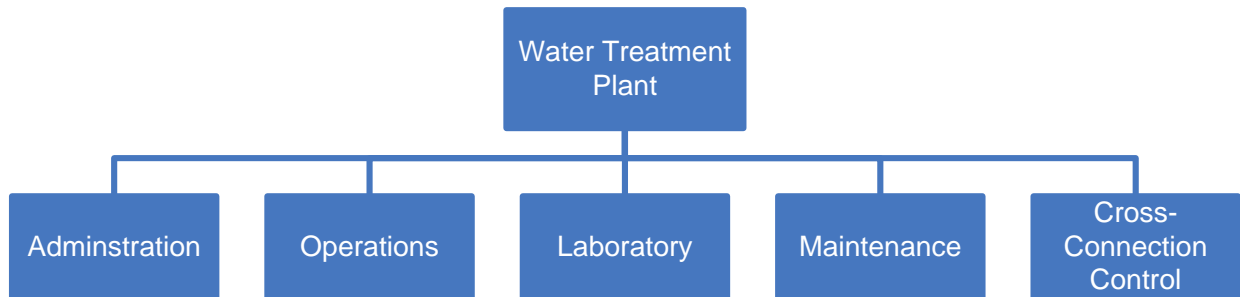 Water Treatment
Plant
Adminstration
Operations
Laboratory
Maintenance
Cross-
Connection
Control